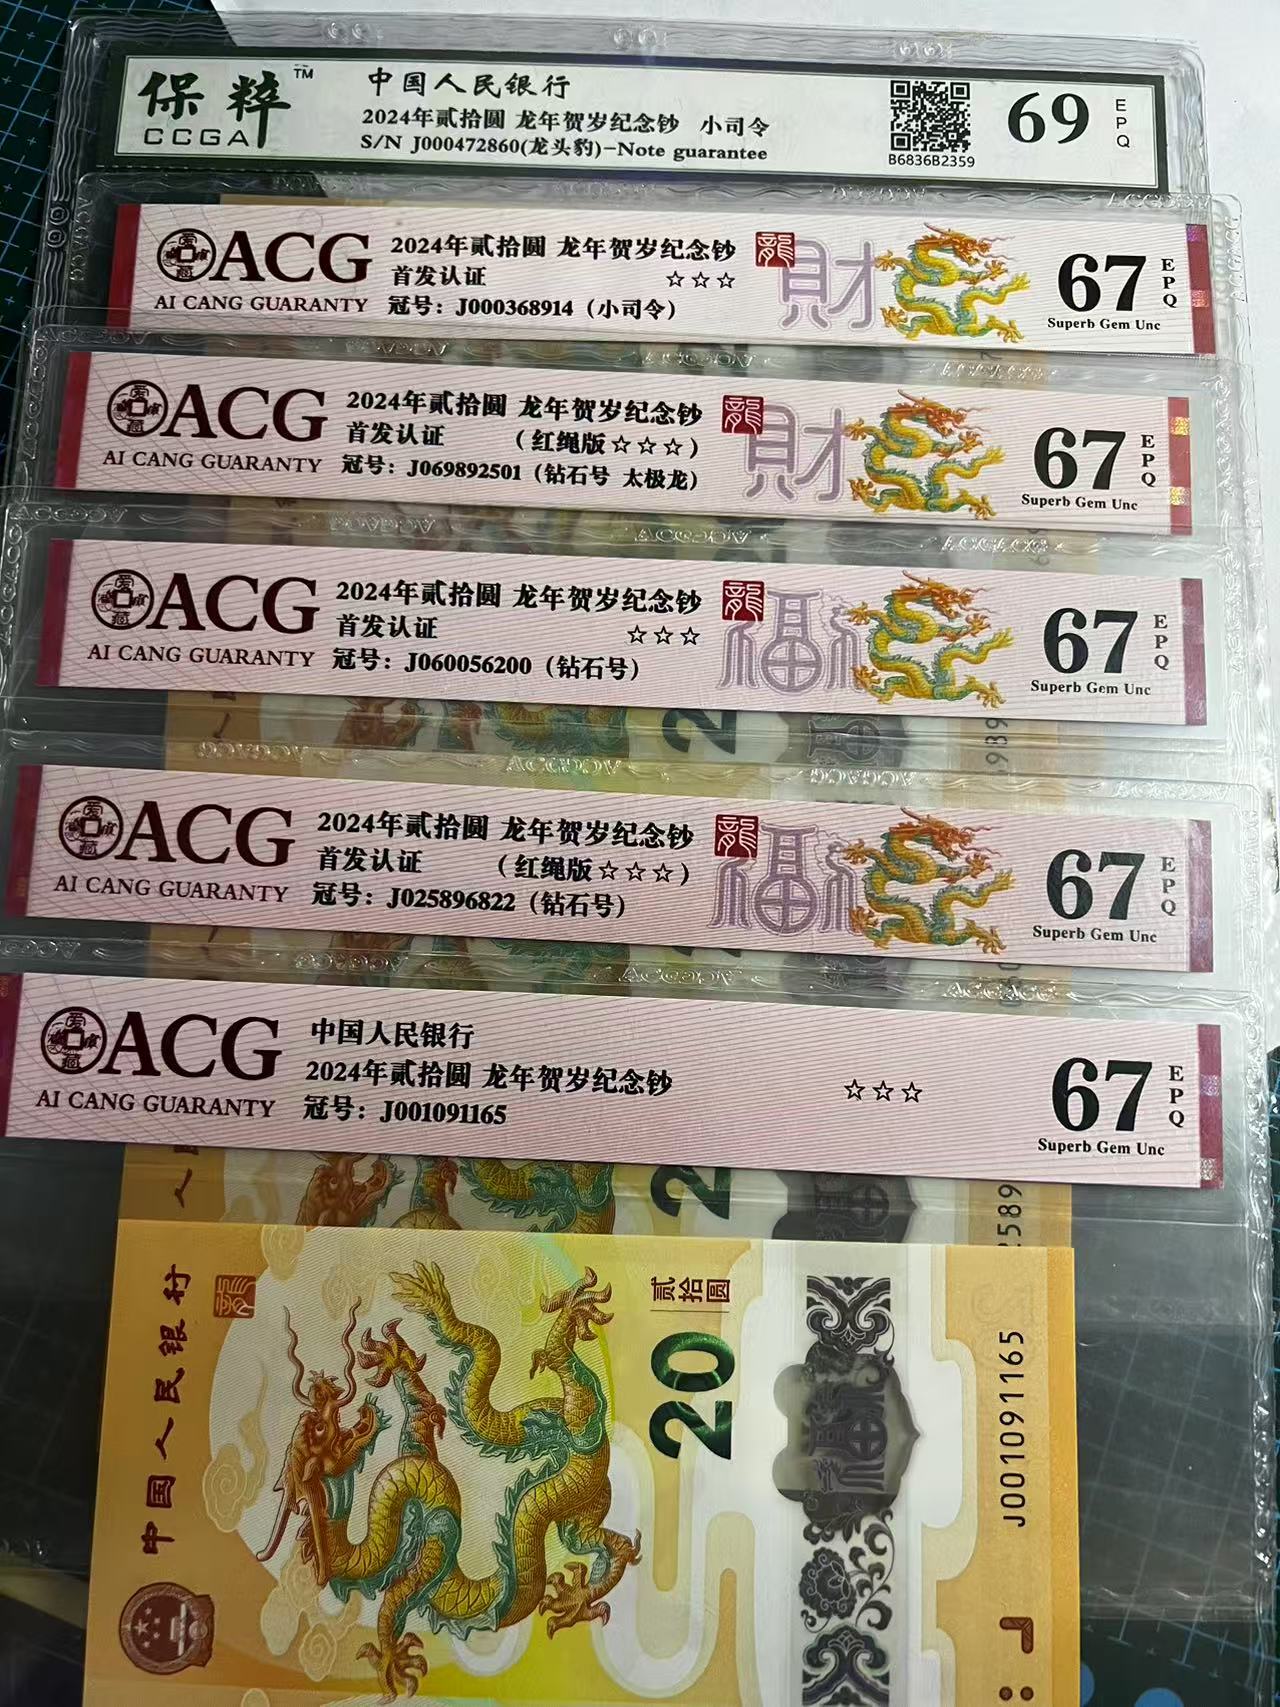 保粹™
CCGA
中国人民银行
2024年贰拾圆 龙年贺岁纪念钞 小司令
S/N J000472860(龙头豹)-Note guarantee
B6836B2359
69
EPQ
ACG
AI CANG GUARANTY
2024年贰拾圆 龙年贺岁纪念钞
首发认证 ☆☆☆
冠号：J000368914（小司令）
龍
財
67
EPQ
Superb Gem Unc
ACG
AI CANG GUARANTY
2024年贰拾圆 龙年贺岁纪念钞
首发认证 （红绳版☆☆☆）
冠号：J069892501（钻石号 太极龙）
龍
財
67
EPQ
Superb Gem Unc
ACG
AI CANG GUARANTY
2024年贰拾圆 龙年贺岁纪念钞
首发认证 ☆☆☆
冠号：J060056200（钻石号）
龍
福
67
EPQ
Superb Gem Unc
ACG
AI CANG GUARANTY
2024年贰拾圆 龙年贺岁纪念钞
首发认证 （红绳版☆☆☆）
冠号：J025896822（钻石号）
龍
福
67
EPQ
Superb Gem Unc
ACG
AI CANG GUARANTY
中国人民银行
2024年贰拾圆 龙年贺岁纪念钞 ☆☆☆
冠号：J001091165
67
EPQ
Superb Gem Unc
中国人民银行
贰拾圆
20
J001091165